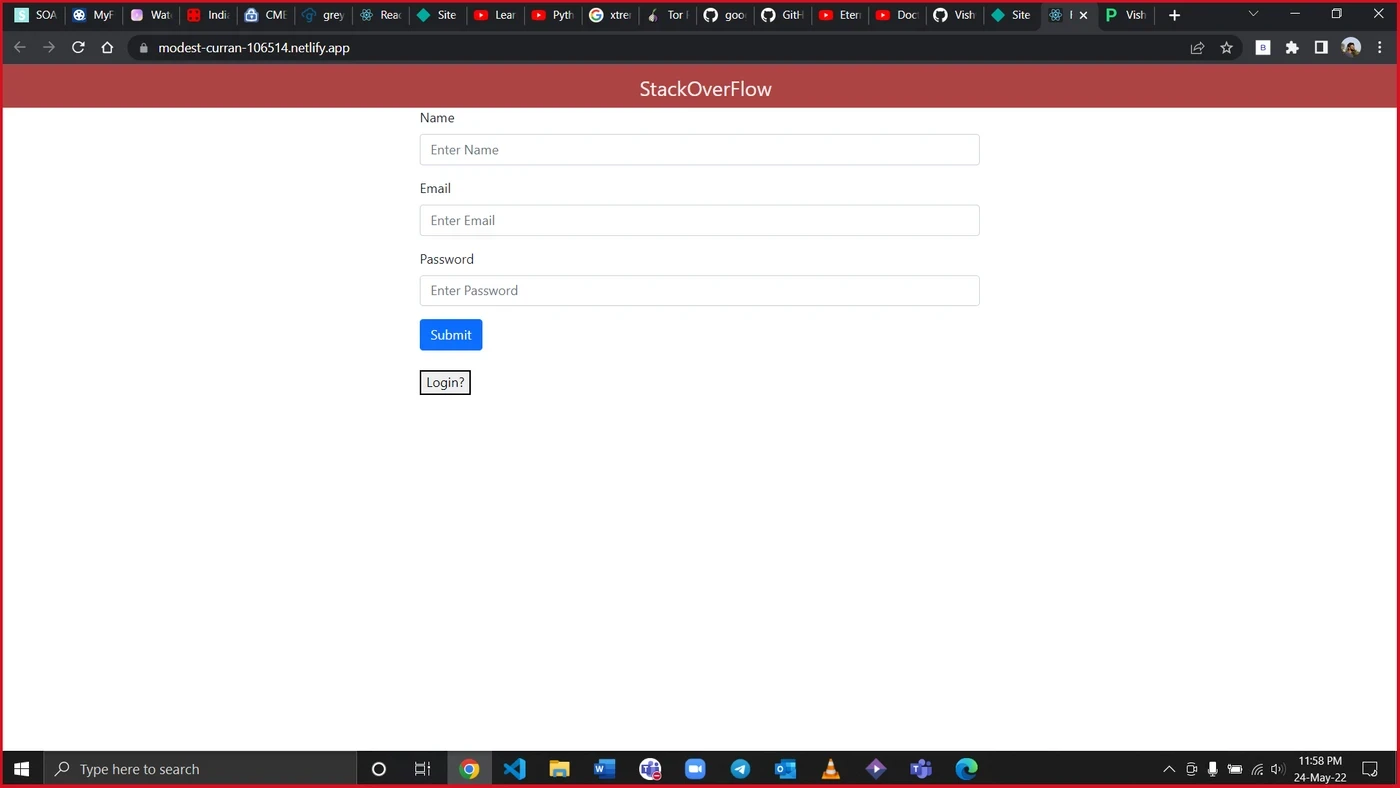 SOA MyF Wat Indi CME grey Reac Site Lear Pyth xtre Tor goo GitH Eter Doc Vish Site Vish
modest-curran-106514.netlify.app
StackOverFlow
Name
Enter Name
Email
Enter Email
Password
Enter Password
Submit
Login?
Type here to search
11:58 PM
24-May-22